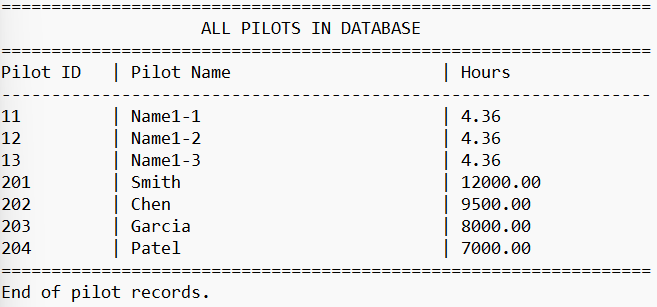 =================================================================
ALL PILOTS IN DATABASE
=================================================================
Pilot ID | Pilot Name | Hours
-----------------------------------------------------------------
11 | Name1-1 | 4.36
12 | Name1-2 | 4.36
13 | Name1-3 | 4.36
201 | Smith | 12000.00
202 | Chen | 9500.00
203 | Garcia | 8000.00
204 | Patel | 7000.00
=================================================================
End of pilot records.